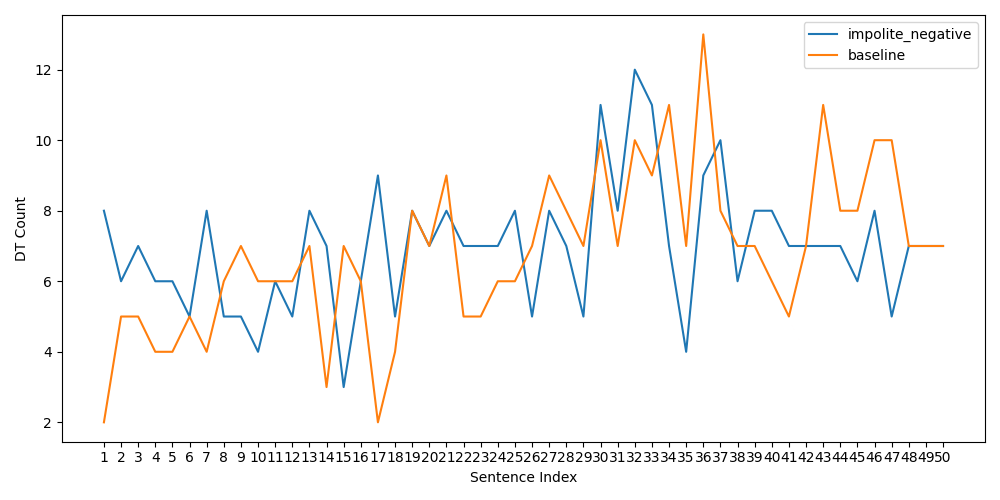 impolite_negative
baseline
DT Count
12
10
8
6
4
2
1 2 3 4 5 6 7 8 9 10 11 12 13 14 15 16 17 18 19 20 21 22 23 24 25 26 27 28 29 30 31 32 33 34 35 36 37 38 39 40 41 42 43 44 45 46 47 48 49 50
Sentence Index